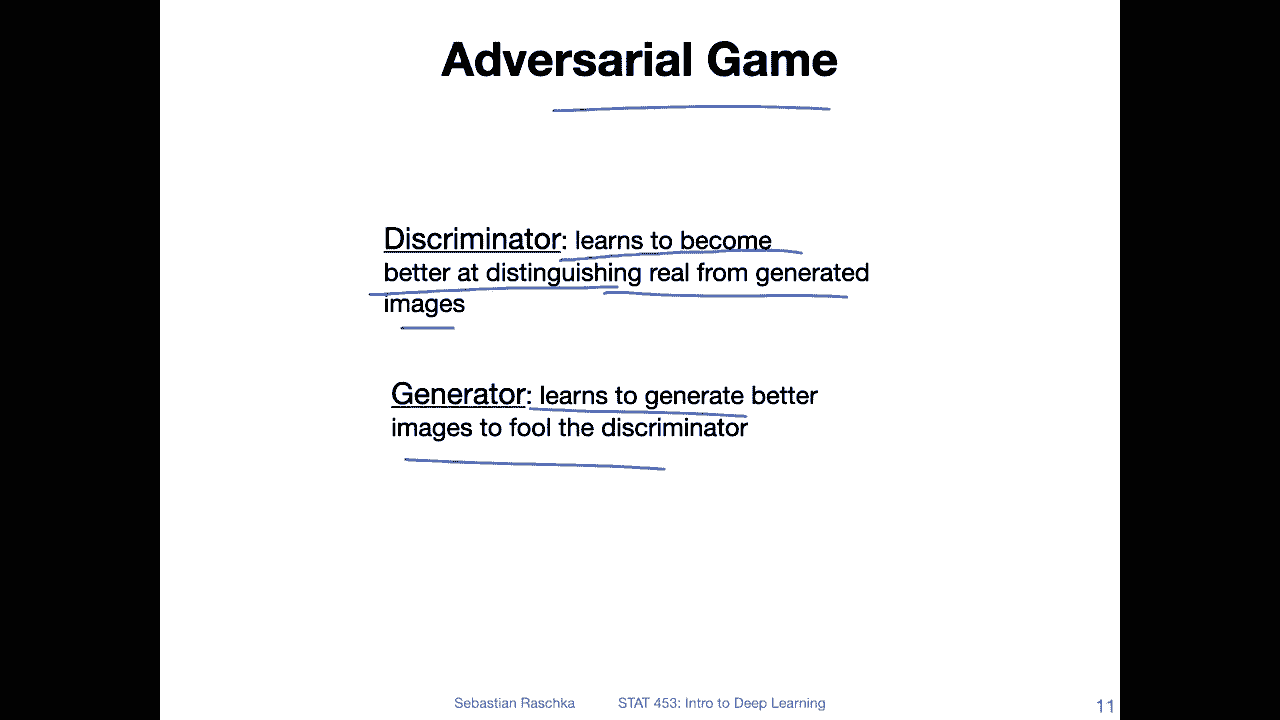 Adversarial Game
Discriminator: learns to become
better at distinguishing real from generated
images
Generator: learns to generate better
images to fool the discriminator
Sebastian Raschka STAT 453: Intro to Deep Learning 11